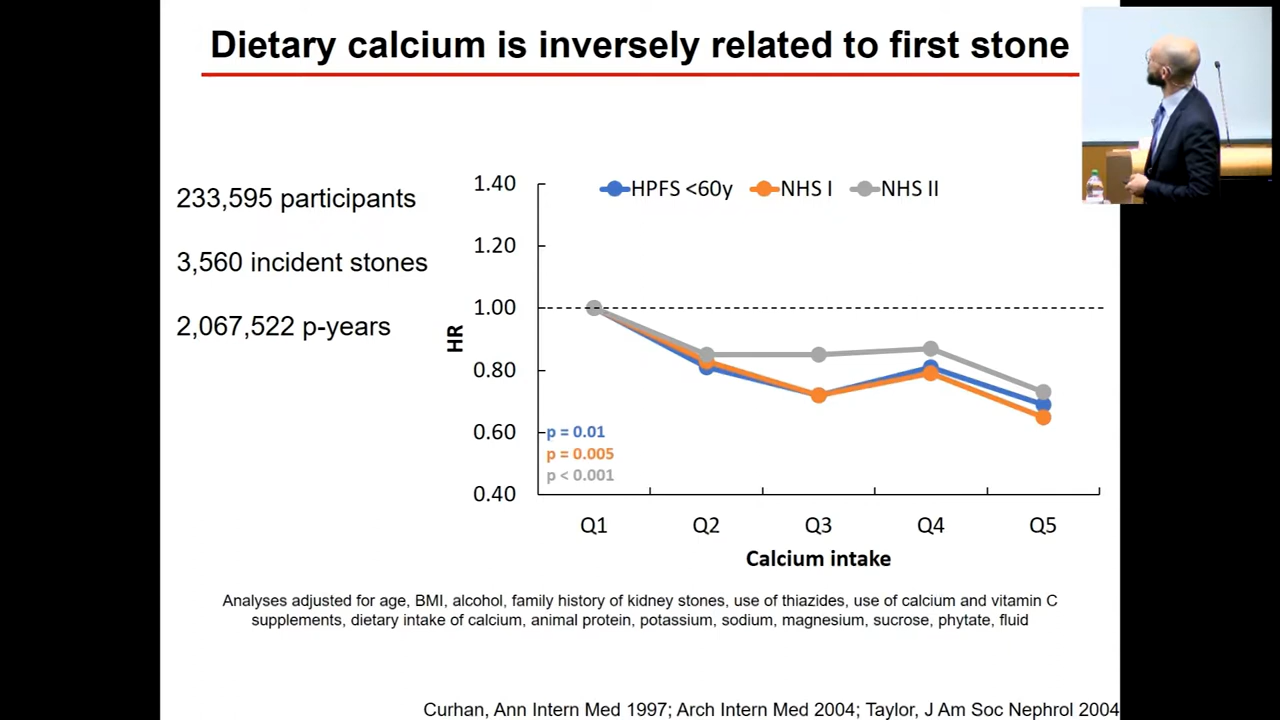 Dietary calcium is inversely related to first stone
233,595 participants
3,560 incident stones
2,067,522 p-years
HPFS <60y NHS I NHS II
1.40
1.20
1.00
0.80
0.60
0.40
HR
p = 0.01
p = 0.005
p < 0.001
Q1 Q2 Q3 Q4 Q5
Calcium intake
Analyses adjusted for age, BMI, alcohol, family history of kidney stones, use of thiazides, use of calcium and vitamin C
supplements, dietary intake of calcium, animal protein, potassium, sodium, magnesium, sucrose, phytate, fluid
Curhan, Ann Intern Med 1997; Arch Intern Med 2004; Taylor, J Am Soc Nephrol 2004